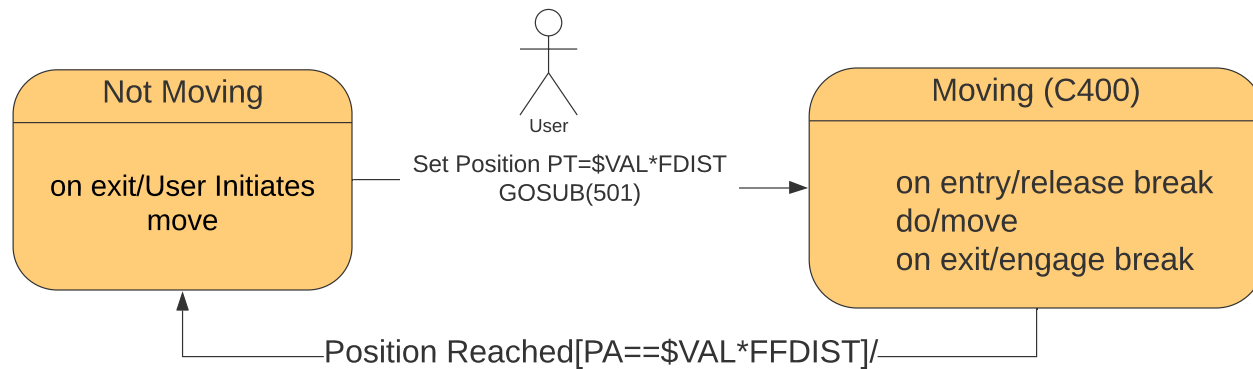 Not Moving
on exit/User Initiates
move
User
Set Position PT=$VAL*FDIST
GOSUB(501)
Moving (C400)
on entry/release break
do/move
on exit/engage break
Position Reached[PA==$VAL*FFDIST]/